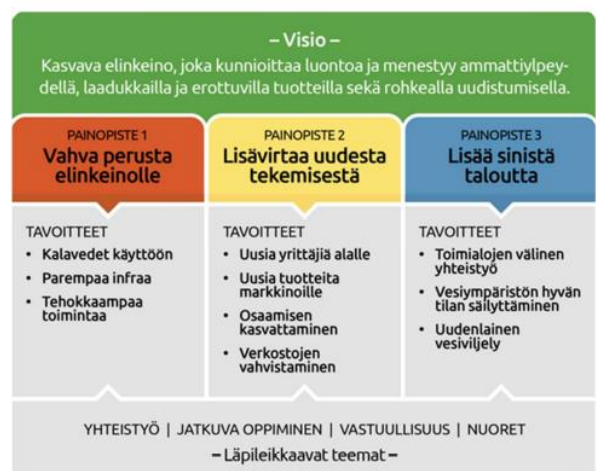 – Visio –
Kasvava elinkeino, joka kunnioittaa luontoa ja menestyy ammattiylpey-
dellä, laadukkailla ja erottuvilla tuotteilla sekä rohkealla uudistumisella.
PAINOPISTE 1
Vahva perusta
elinkeinolle
TAVOITTEET
• Kalavedet käyttöön
• Parempaa infraa
• Tehokkaampaa
toimintaa
PAINOPISTE 2
Lisävirtaa uudesta
tekemisestä
TAVOITTEET
• Uusia yrittäjiä alalle
• Uusia tuotteita
markkinoille
• Osaamisen
kasvattaminen
• Verkostojen
vahvistaminen
PAINOPISTE 3
Lisää sinistä
taloutta
TAVOITTEET
• Toimialojen välinen
yhteistyö
• Vesiympäristön hyvän
tilan säilyttäminen
• Uudenlainen
vesiviljely
YHTEISTYÖ | JATKUVA OPPIMINEN | VASTUULLISUUS | NUORET
– Läpileikkaavat teemat –